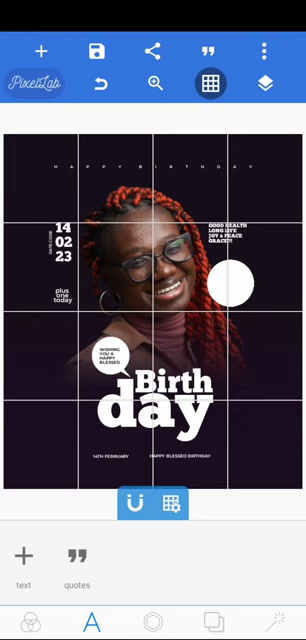 PixelLab
HAPPY BIRTHDAY
DATE CODE
14
02
23
plus
one
today
GOOD HEALTH
LONG LIFE
JOY & PEACE
GRACE!!!
WISHING
YOU A
HAPPY
BLESSED
Birth
day
14TH FEBRUARY
HAPPY BLESSED BIRTHDAY
text
quotes